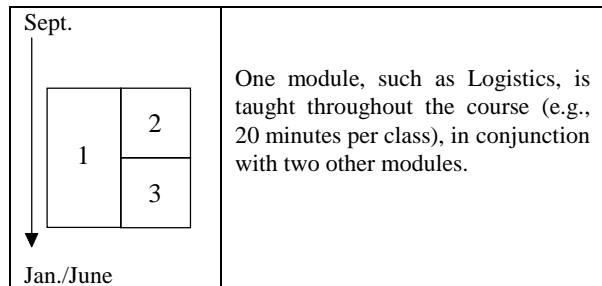 Sept.
1
2
3
Jan./June
One module, such as Logistics, is
taught throughout the course (e.g.,
20 minutes per class), in conjunction
with two other modules.